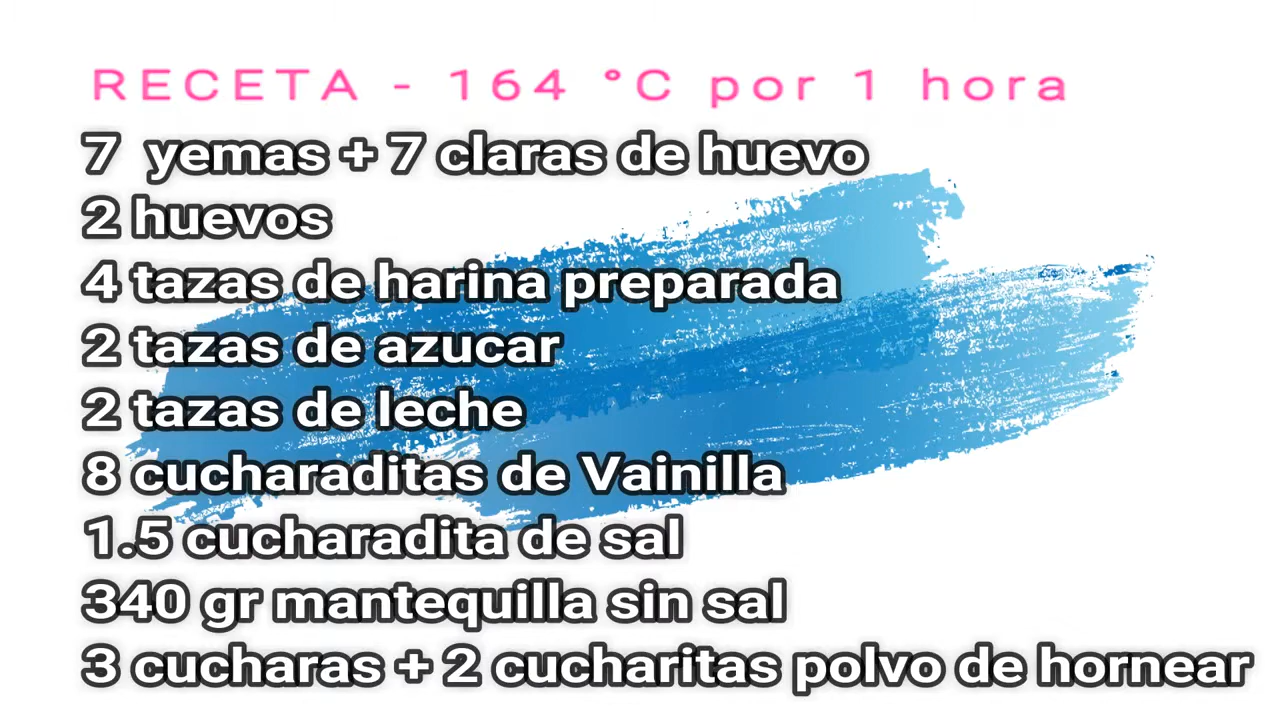 RECETA - 164 °C por 1 hora
7 yemas + 7 claras de huevo
2 huevos
4 tazas de harina preparada
2 tazas de azucar
2 tazas de leche
8 cucharaditas de Vainilla
1.5 cucharadita de sal
340 gr mantequilla sin sal
3 cucharas + 2 cucharitas polvo de hornear